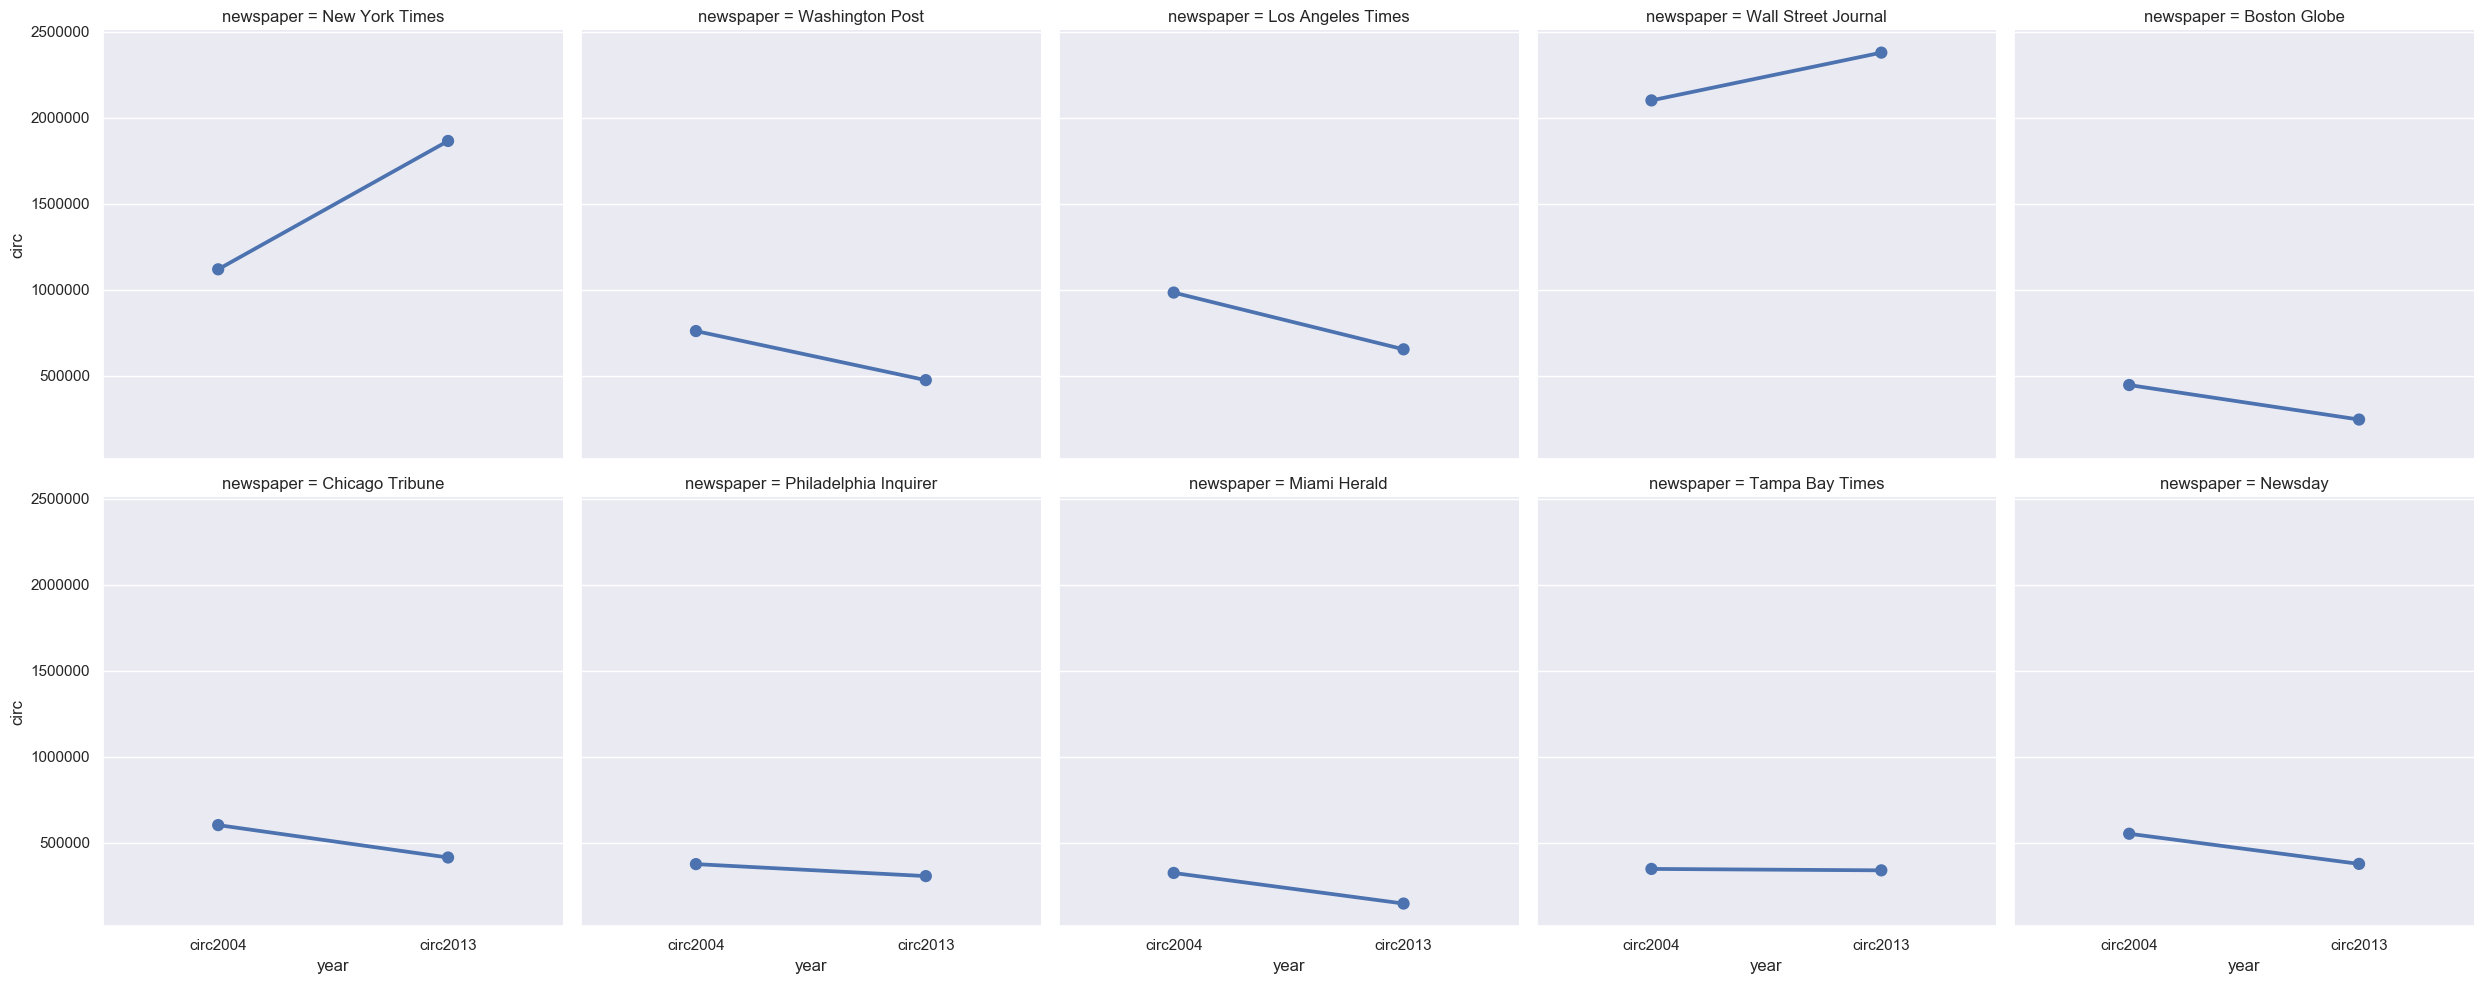 newspaper = New York Times
newspaper = Washington Post
newspaper = Los Angeles Times
newspaper = Wall Street Journal
newspaper = Boston Globe
2500000
2000000
1500000
1000000
500000
circ
newspaper = Chicago Tribune
newspaper = Philadelphia Inquirer
newspaper = Miami Herald
newspaper = Tampa Bay Times
newspaper = Newsday
2500000
2000000
1500000
1000000
500000
circ
circ2004
circ2013
circ2004
circ2013
circ2004
circ2013
circ2004
circ2013
circ2004
circ2013
year
year
year
year
year